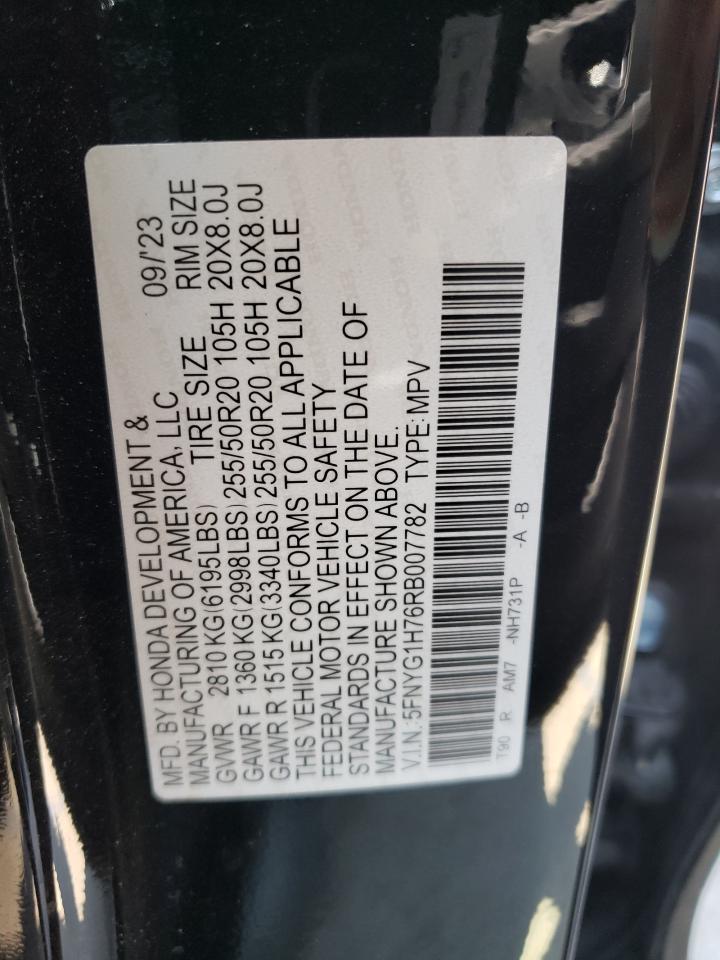 MFD. BY HONDA DEVELOPMENT & 09/'23
MANUFACTURING OF AMERICA, LLC
TIRE SIZE RIM SIZE
GVWR 2810 KG(6195LBS)
GAWR F 1360 KG(2998LBS) 255/50R20 105H 20X8.0J
GAWR R 1515 KG(3340LBS) 255/50R20 105H 20X8.0J
THIS VEHICLE CONFORMS TO ALL APPLICABLE
FEDERAL MOTOR VEHICLE SAFETY
STANDARDS IN EFFECT ON THE DATE OF
MANUFACTURE SHOWN ABOVE.
V.I.N.:5FNYG1H76RB007782 TYPE:MPV
T90 R AM7 -NH731P -A -B